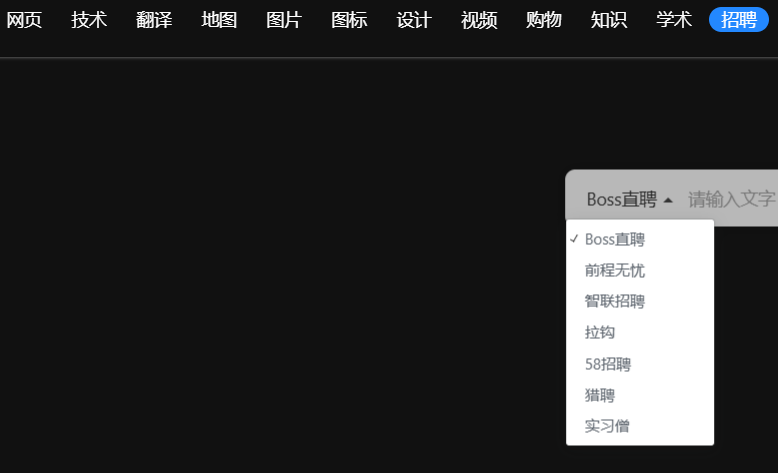 网页 技术 翻译 地图 图片 图标 设计 视频 购物 知识 学术 招聘
Boss直聘 请输入文字
Boss直聘
前程无忧
智联招聘
拉钩
58招聘
猎聘
实习僧